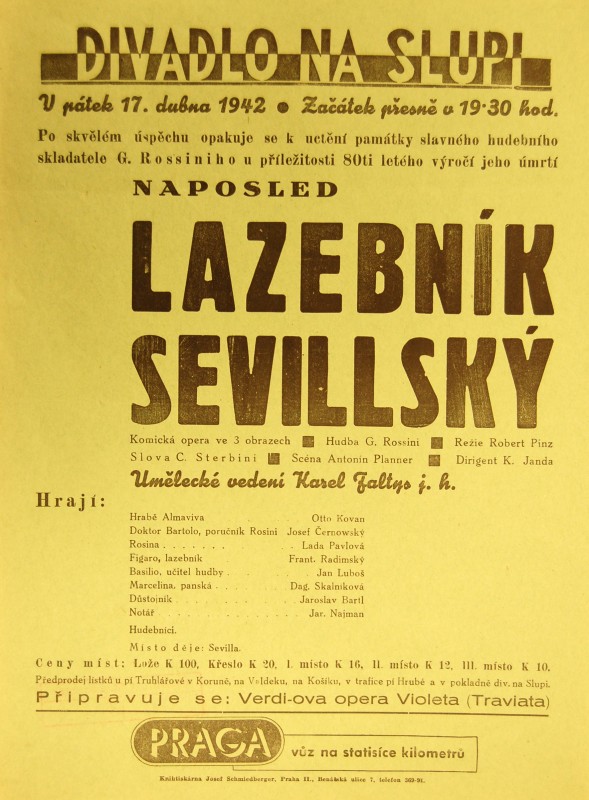 DIVADLO NA SLUPI
V pátek 17. dubna 1942 ● Začátek přesně v 19·30 hod.
Po skvělém úspěchu opakuje se k uctění památky slavného hudebního
skladatele G. Rossiniho u příležitosti 80ti letého výročí jeho úmrtí
NAPOSLED
LAZEBNÍK
SEVILLSKÝ
Komická opera ve 3 obrazech ■ Hudba G. Rossini ■ Režie Robert Pinz
Slova C. Sterbini ■ Scéna Antonín Planner ■ Dirigent K. Janda
Umělecké vedení Karel Faltys j. h.
Hrají:
Hrabě Almaviva . . Otto Kovan
Doktor Bartolo, poručník Rosini Josef Černovský
Rosina . . . . . . . . . . Lada Pavlová
Figaro, lazebník . . Frant. Radimský
Basilio, učitel hudby . . . . Jan Luboš
Marcelina, panská . . . Dag. Skalníková
Důstojník . . . . . . . . Jaroslav Bartl
Notář . . . . . . . . . . Jar. Najman
Hudebníci.
Místo děje: Sevilla.
Ceny míst: Lože K 100, Křeslo K 20, I. místo K 16, II. místo K 12, III. místo K 10.
Předprodej lístků u pí Truhlářové v Koruně, na Valdeku, na Košíku, v trafice pí Hrubé a v pokladně div. na Slupi.
Připravuje se: Verdi-ova opera Violeta (Traviata)
PRAGA vůz na statisíce kilometrů
Knihtiskárna Josef Schmiedberger, Praha II., Benátská ulice 7, telefon 369-91.